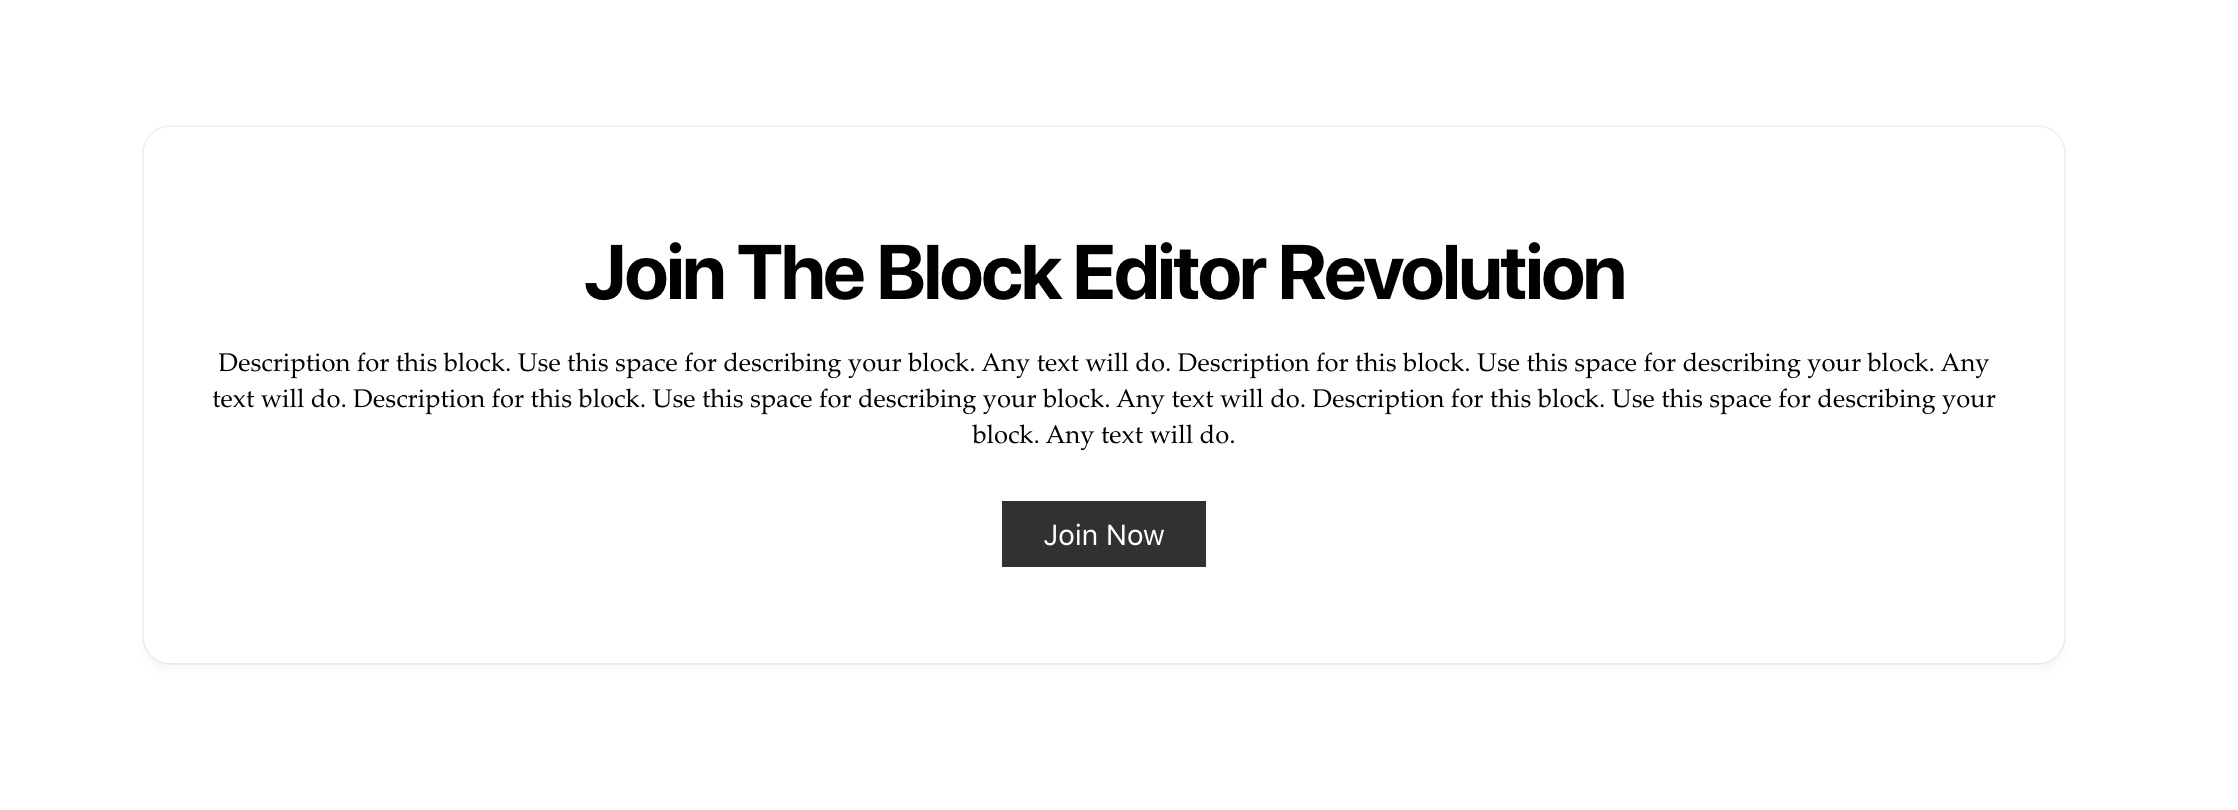 Join The Block Editor Revolution
Description for this block. Use this space for describing your block. Any text will do. Description for this block. Use this space for describing your block. Any
text will do. Description for this block. Use this space for describing your block. Any text will do. Description for this block. Use this space for describing your
block. Any text will do.
Join Now